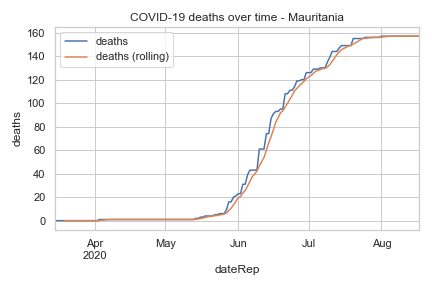 COVID-19 deaths over time - Mauritania
deaths
deaths (rolling)
deaths
160
140
120
100
80
60
40
20
0
Apr
2020
May
Jun
Jul
Aug
dateRep